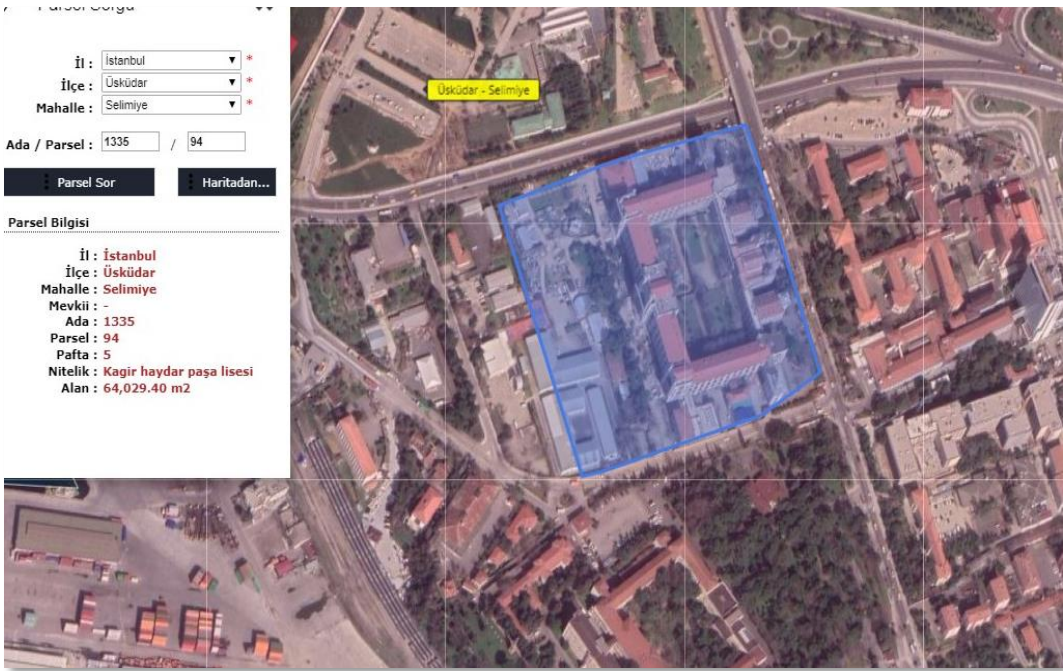 Parsel Sorgu
İl : İstanbul *
İlçe : Üsküdar *
Mahalle : Selimiye *
Ada / Parsel : 1335 / 94
Parsel Sor Haritadan...
Parsel Bilgisi
İl : İstanbul
İlçe : Üsküdar
Mahalle : Selimiye
Mevkii : -
Ada : 1335
Parsel : 94
Pafta : 5
Nitelik : Kagir haydar paşa lisesi
Alan : 64,029.40 m2
Üsküdar - Selimiye